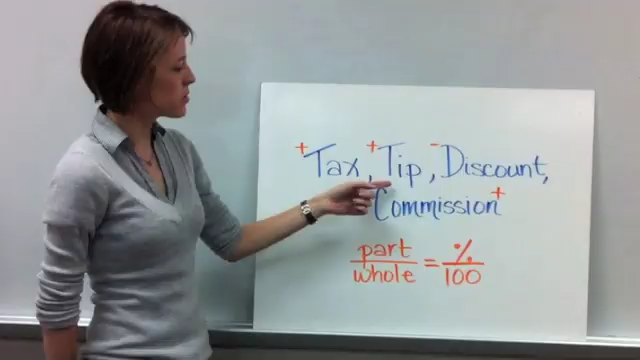 +Tax, +Tip, -Discount,
Commission+
part/whole = %/100